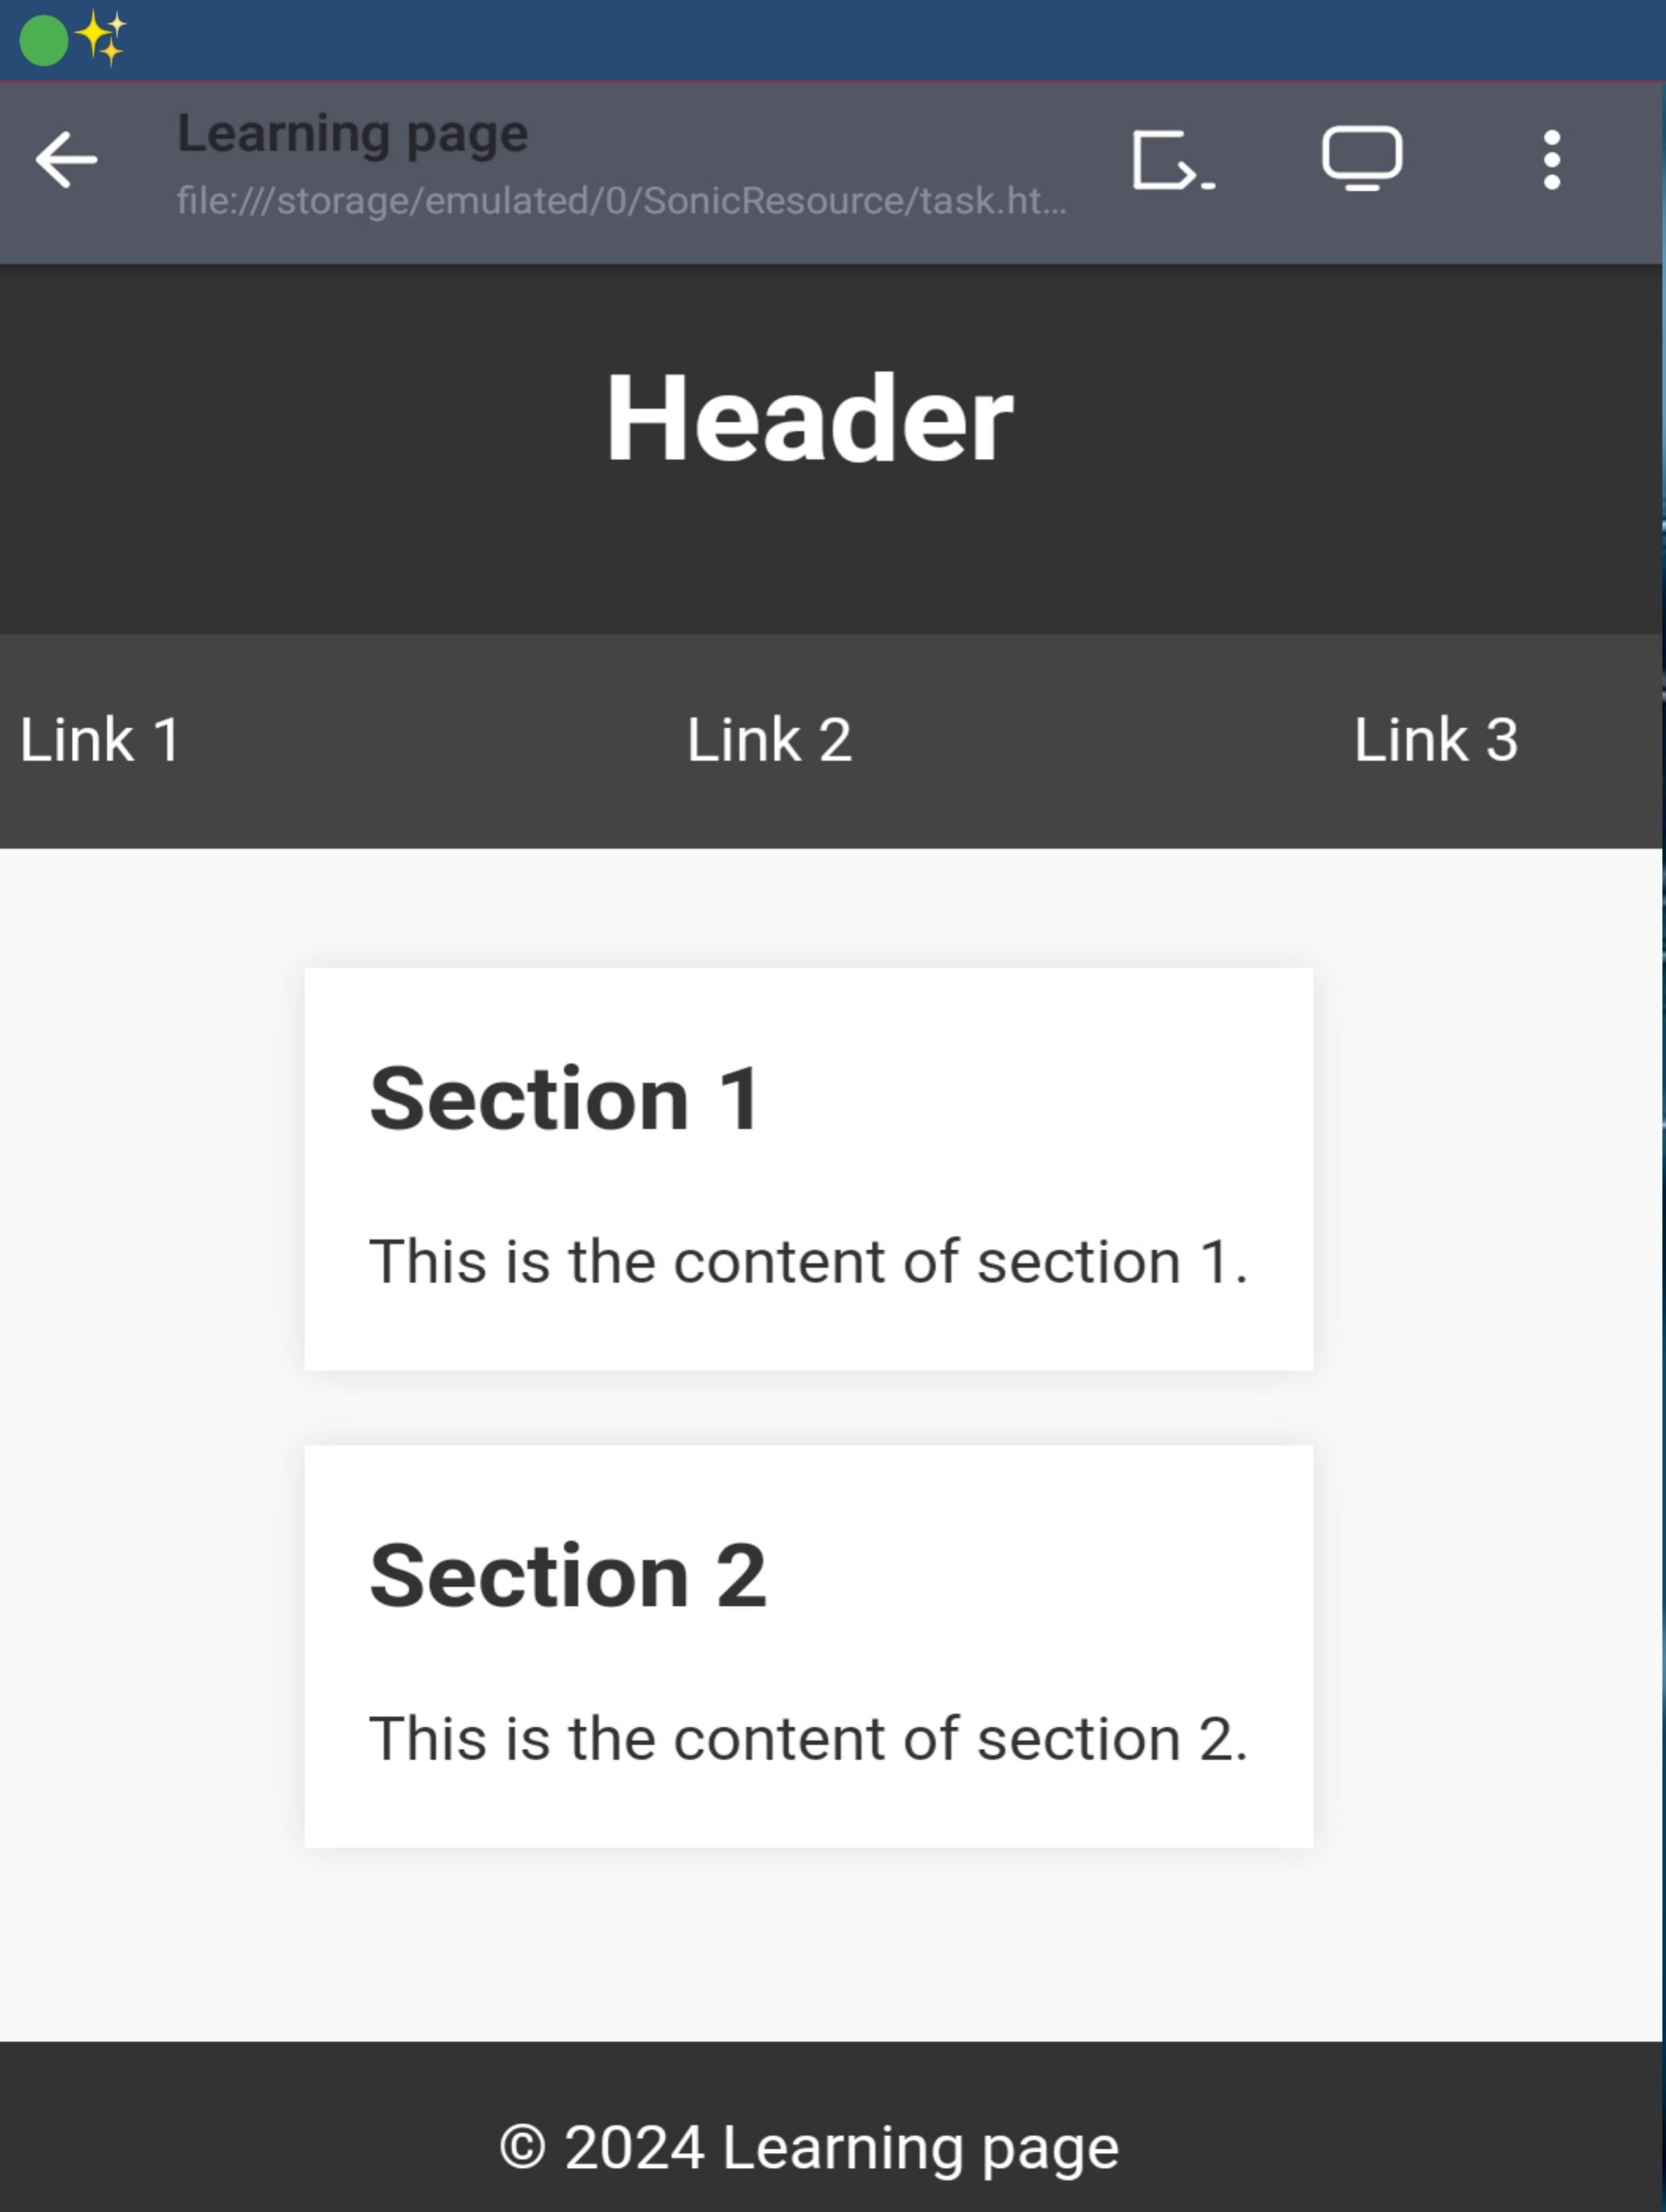 Learning page
file:///storage/emulated/0/SonicResource/task.ht...
Header
Link 1 Link 2 Link 3
Section 1
This is the content of section 1.
Section 2
This is the content of section 2.
© 2024 Learning page